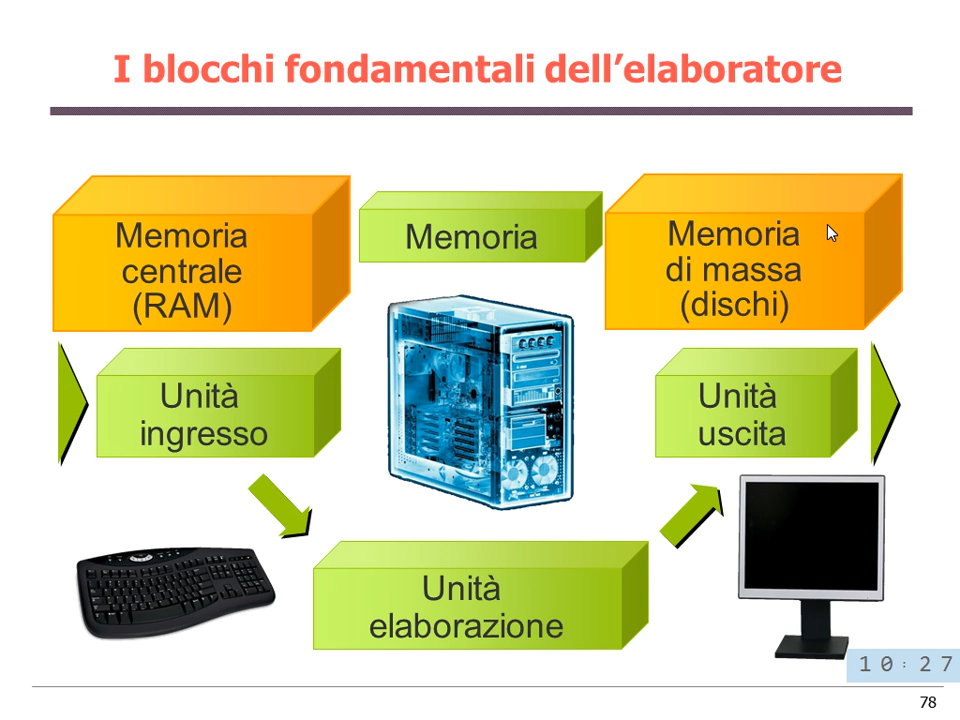 I blocchi fondamentali dell’elaboratore
Memoria
centrale
(RAM)
Memoria
Memoria
di massa
(dischi)
Unità
ingresso
Unità
uscita
Unità
elaborazione
10:27
78